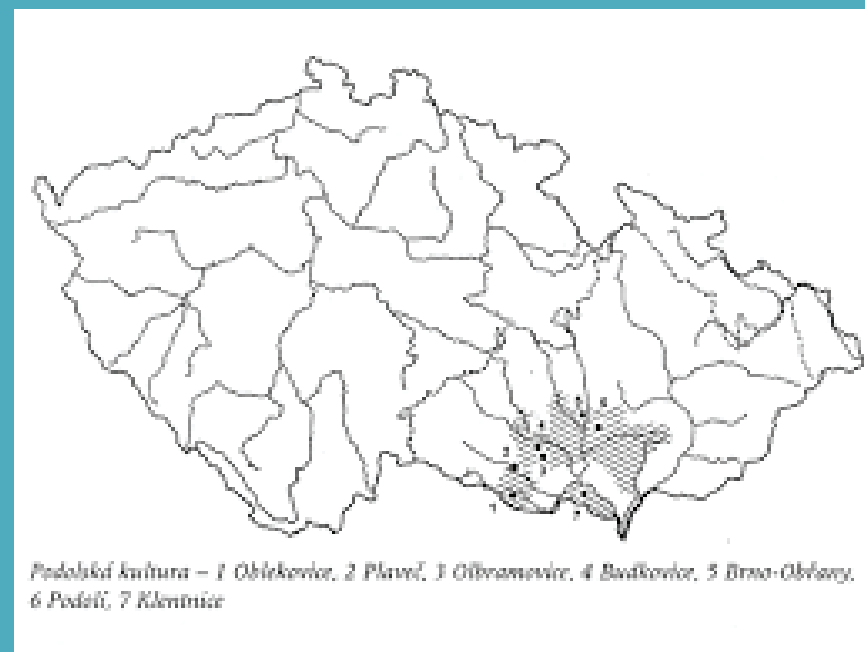 Podolská kultura – 1 Oblekovice, 2 Plaveč, 3 Olbramovice, 4 Budkovice, 5 Brno-Obřany,
6 Podolí, 7 Klentnice